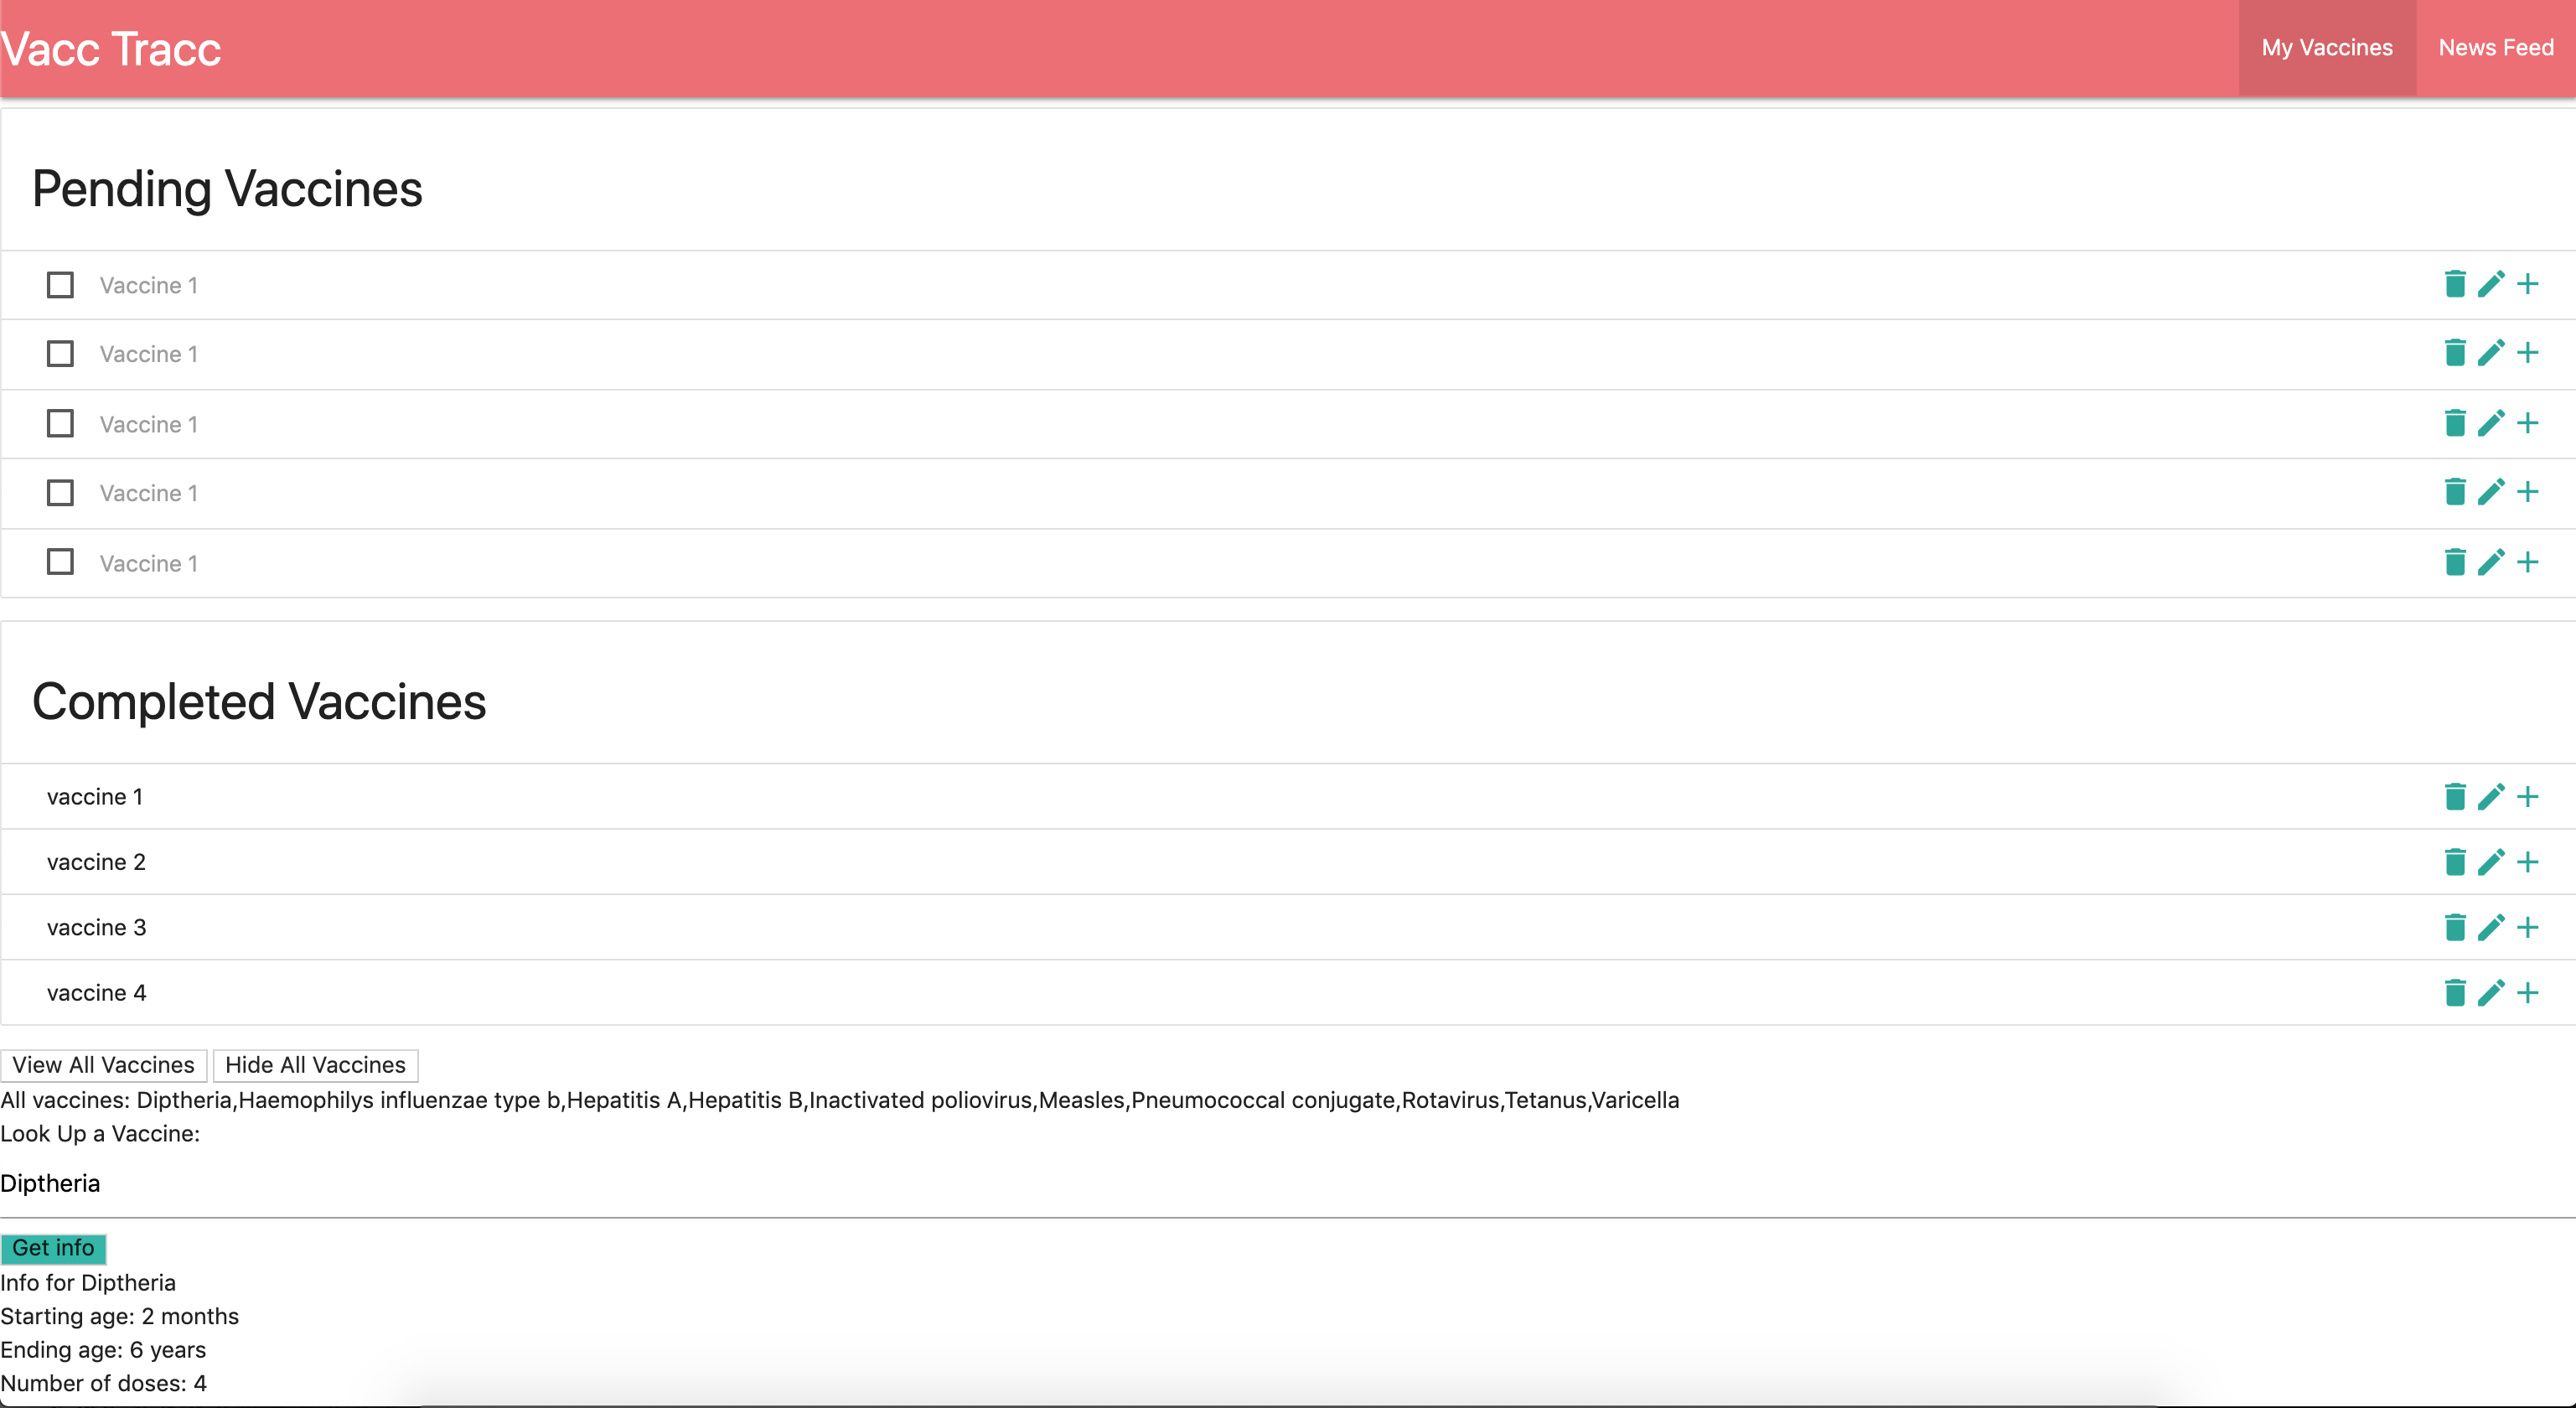 Vacc Tracc My Vaccines News Feed
Pending Vaccines
Vaccine 1
Vaccine 1
Vaccine 1
Vaccine 1
Vaccine 1
Completed Vaccines
vaccine 1
vaccine 2
vaccine 3
vaccine 4
View All Vaccines Hide All Vaccines
All vaccines: Diptheria,Haemophilys influenzae type b,Hepatitis A,Hepatitis B,Inactivated poliovirus,Measles,Pneumococcal conjugate,Rotavirus,Tetanus,Varicella
Look Up a Vaccine:
Diptheria
Get info
Info for Diptheria
Starting age: 2 months
Ending age: 6 years
Number of doses: 4